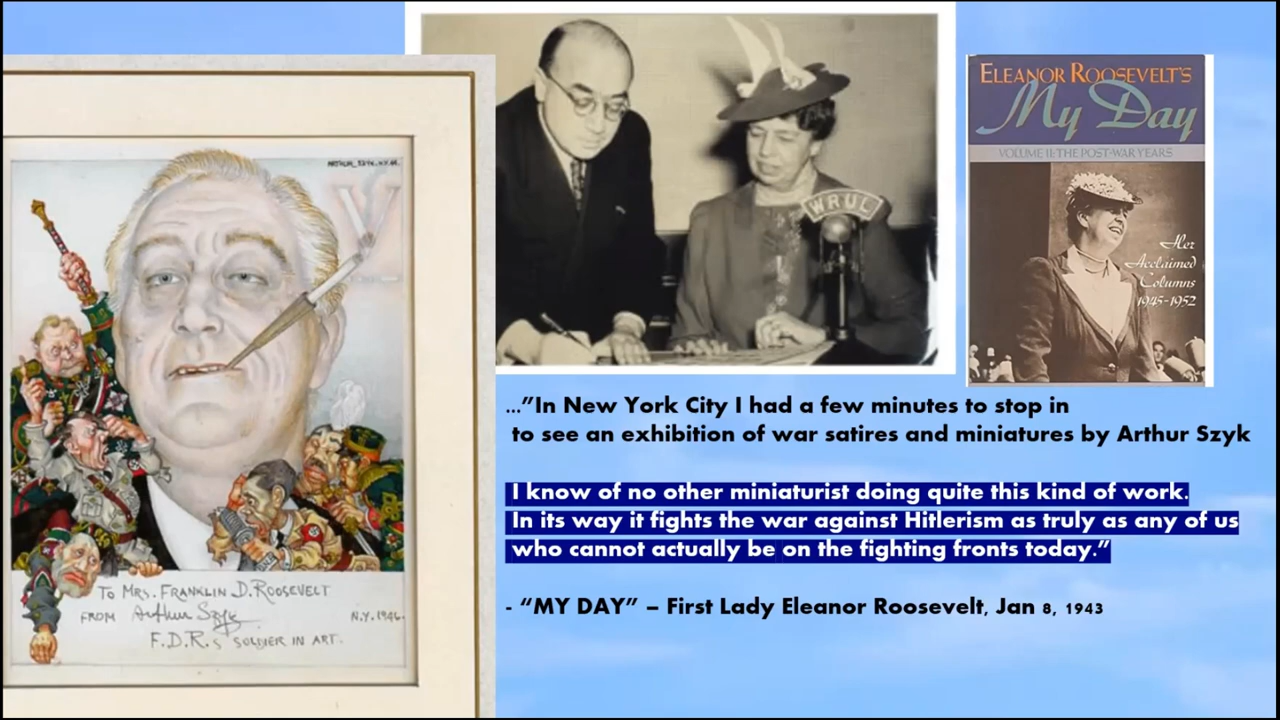 ARTHUR SZYK
TO MRS. FRANKLIN D. ROOSEVELT
FROM Arthur Szyk
N.Y. 1946.
F.D.R.s SOLDIER IN ART.
WRUL
ELEANOR ROOSEVELT'S
My Day
VOLUME II: THE POST-WAR YEARS
Her
Acclaimed
Columns
1945-1952
..."In New York City I had a few minutes to stop in
to see an exhibition of war satires and miniatures by Arthur Szyk
I know of no other miniaturist doing quite this kind of work.
In its way it fights the war against Hitlerism as truly as any of us
who cannot actually be on the fighting fronts today."
- "MY DAY" – First Lady Eleanor Roosevelt, Jan 8, 1943